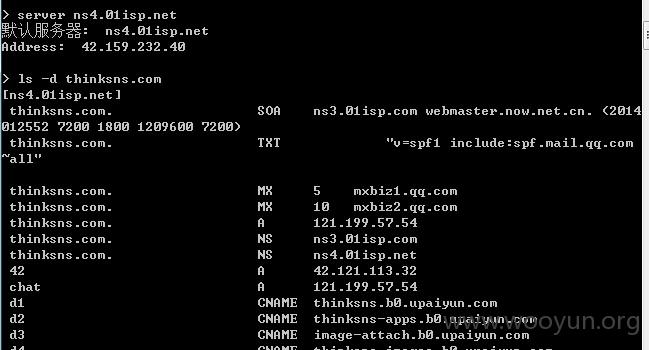 > server ns4.01isp.net
默认服务器:  ns4.01isp.net
Address:  42.159.232.40
> ls -d thinksns.com
[ns4.01isp.net]
thinksns.com. SOA ns3.01isp.com webmaster.now.net.cn. (2014
012552 7200 1800 1209600 7200)
thinksns.com. TXT "v=spf1 include:spf.mail.qq.com
~all"
thinksns.com. MX 5 mxbiz1.qq.com
thinksns.com. MX 10 mxbiz2.qq.com
thinksns.com. A 121.199.57.54
thinksns.com. NS ns3.01isp.com
thinksns.com. NS ns4.01isp.net
42 A 42.121.113.32
chat A 121.199.57.54
d1 CNAME thinksns.b0.upaiyun.com
d2 CNAME thinksns-apps.b0.upaiyun.com
d3 CNAME image-attach.b0.upaiyun.com
www.wooyun.org